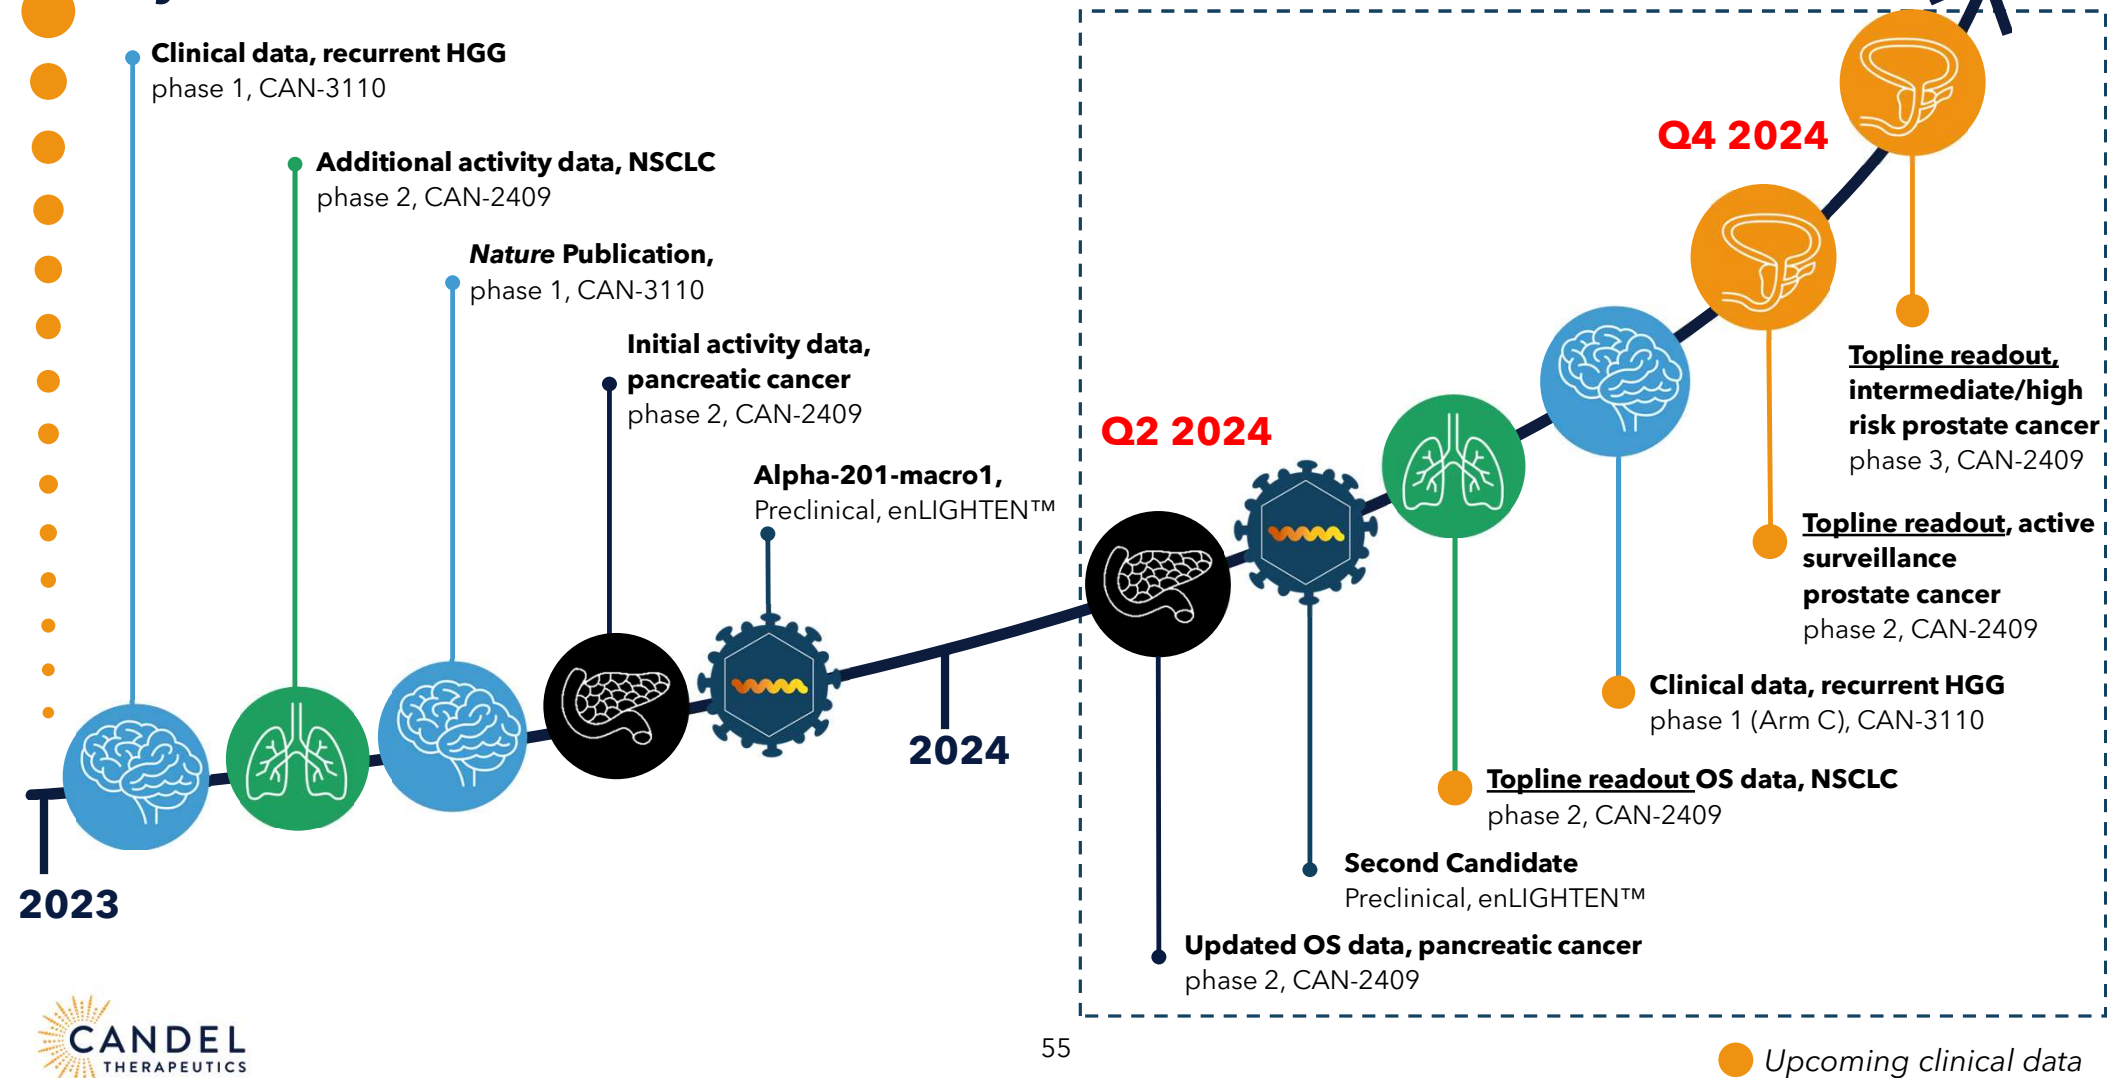 Clinical data, recurrent HGG
phase 1, CAN-3110
Additional activity data, NSCLC
phase 2, CAN-2409
Nature Publication,
phase 1, CAN-3110
Initial activity data,
pancreatic cancer
phase 2, CAN-2409
Alpha-201-macro1,
Preclinical, enLIGHTEN™
2023
2024
Q2 2024
Q4 2024
Topline readout,
intermediate/high
risk prostate cancer
phase 3, CAN-2409
Topline readout, active
surveillance
prostate cancer
phase 2, CAN-2409
Clinical data, recurrent HGG
phase 1 (Arm C), CAN-3110
Topline readout OS data, NSCLC
phase 2, CAN-2409
Second Candidate
Preclinical, enLIGHTEN™
Updated OS data, pancreatic cancer
phase 2, CAN-2409
CANDEL
THERAPEUTICS
55
Upcoming clinical data